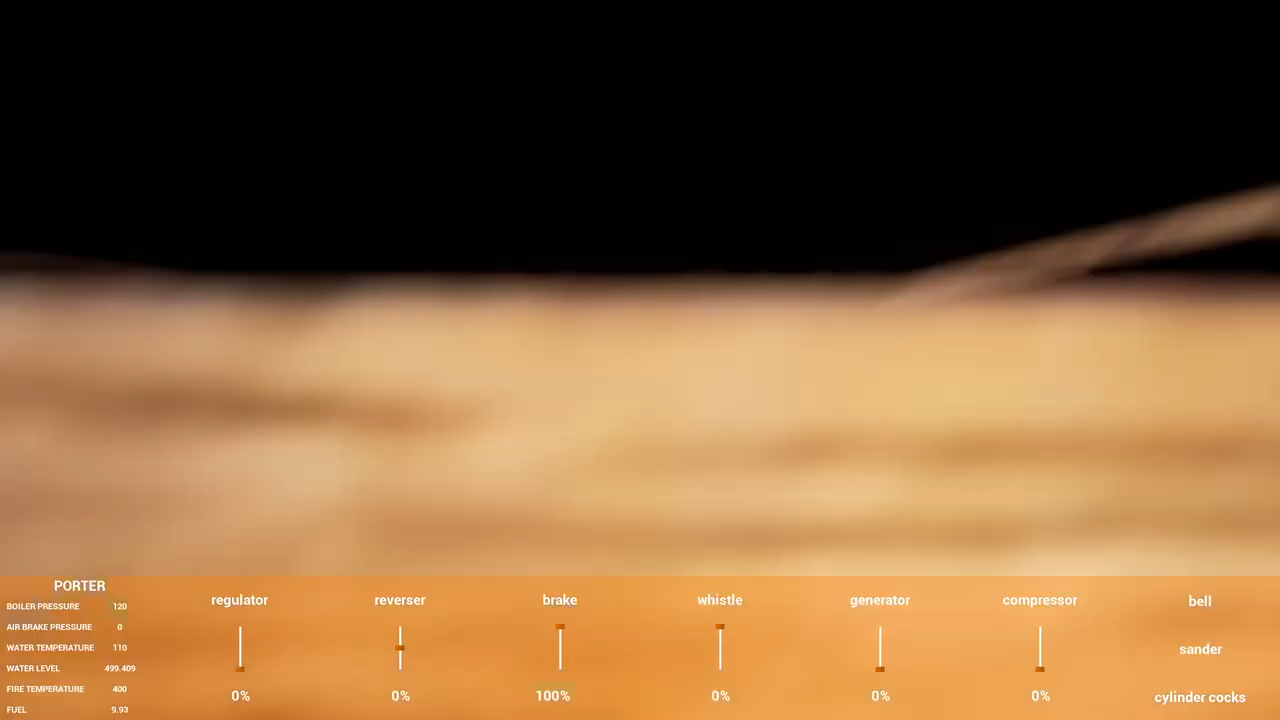 PORTER
BOILER PRESSURE 120
AIR BRAKE PRESSURE 0
WATER TEMPERATURE 110
WATER LEVEL 499.409
FIRE TEMPERATURE 400
FUEL 9.93
regulator
0%
reverser
0%
brake
100%
whistle
0%
generator
0%
compressor
0%
bell
sander
cylinder cocks